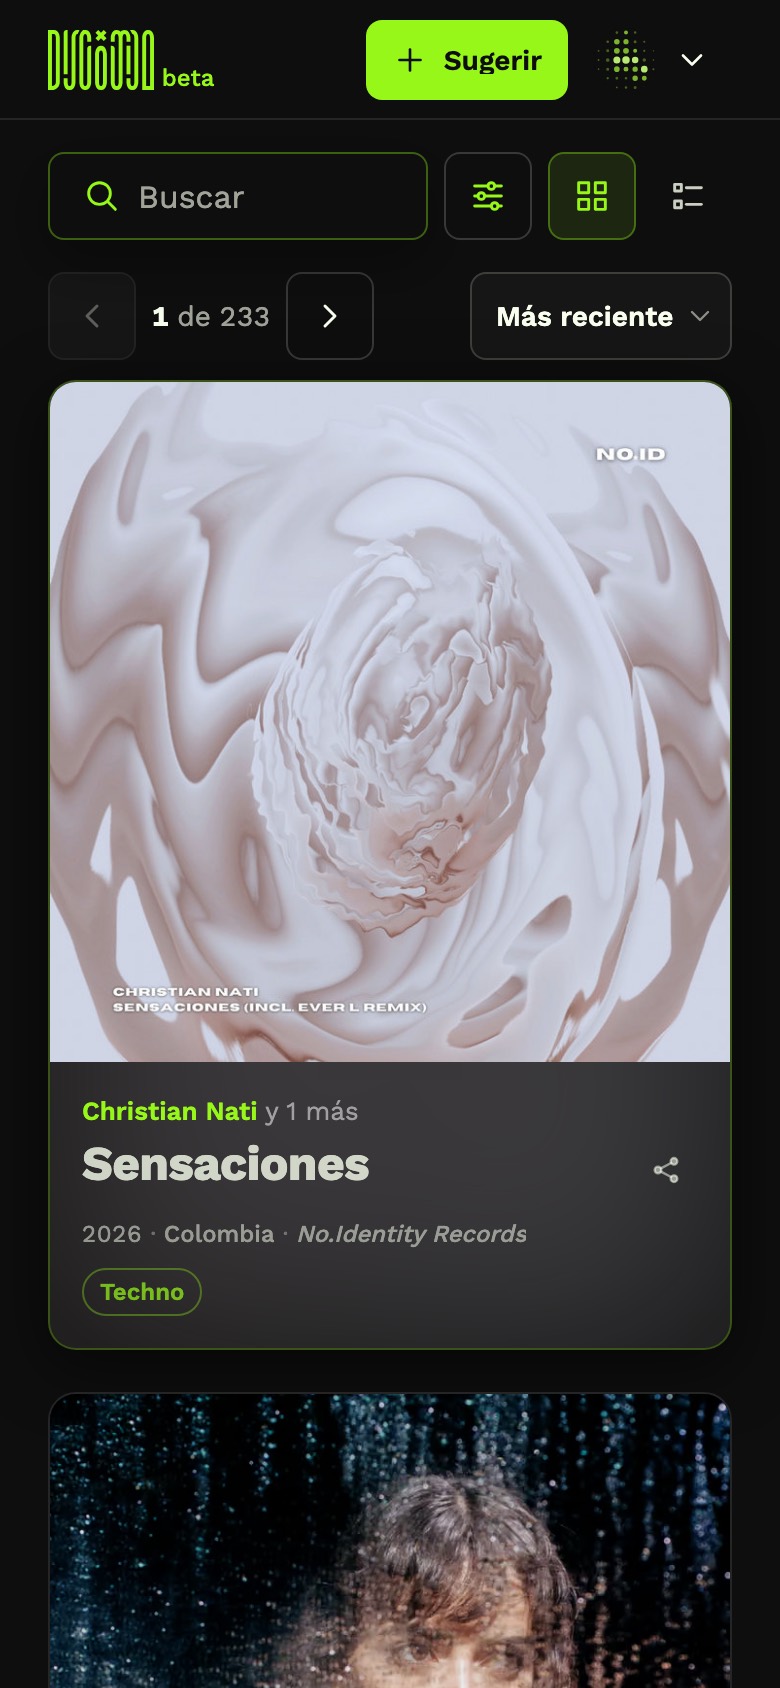 beta
Sugerir
Buscar
1 de 233
Más reciente
NO.ID
CHRISTIAN NATI
SENSACIONES (INCL. EVER L REMIX)
Christian Nati y 1 más
Sensaciones
2026 · Colombia · No.Identity Records
Techno